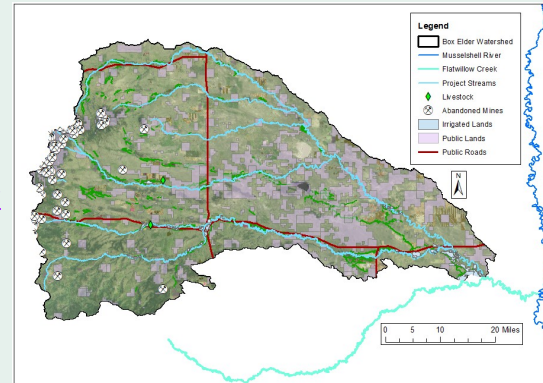 Legend
Box Elder Watershed
Musselshell River
Flatwillow Creek
Project Streams
Livestock
Abandoned Mines
Irrigated Lands
Public Lands
Public Roads
N
0 5 10 20 Miles